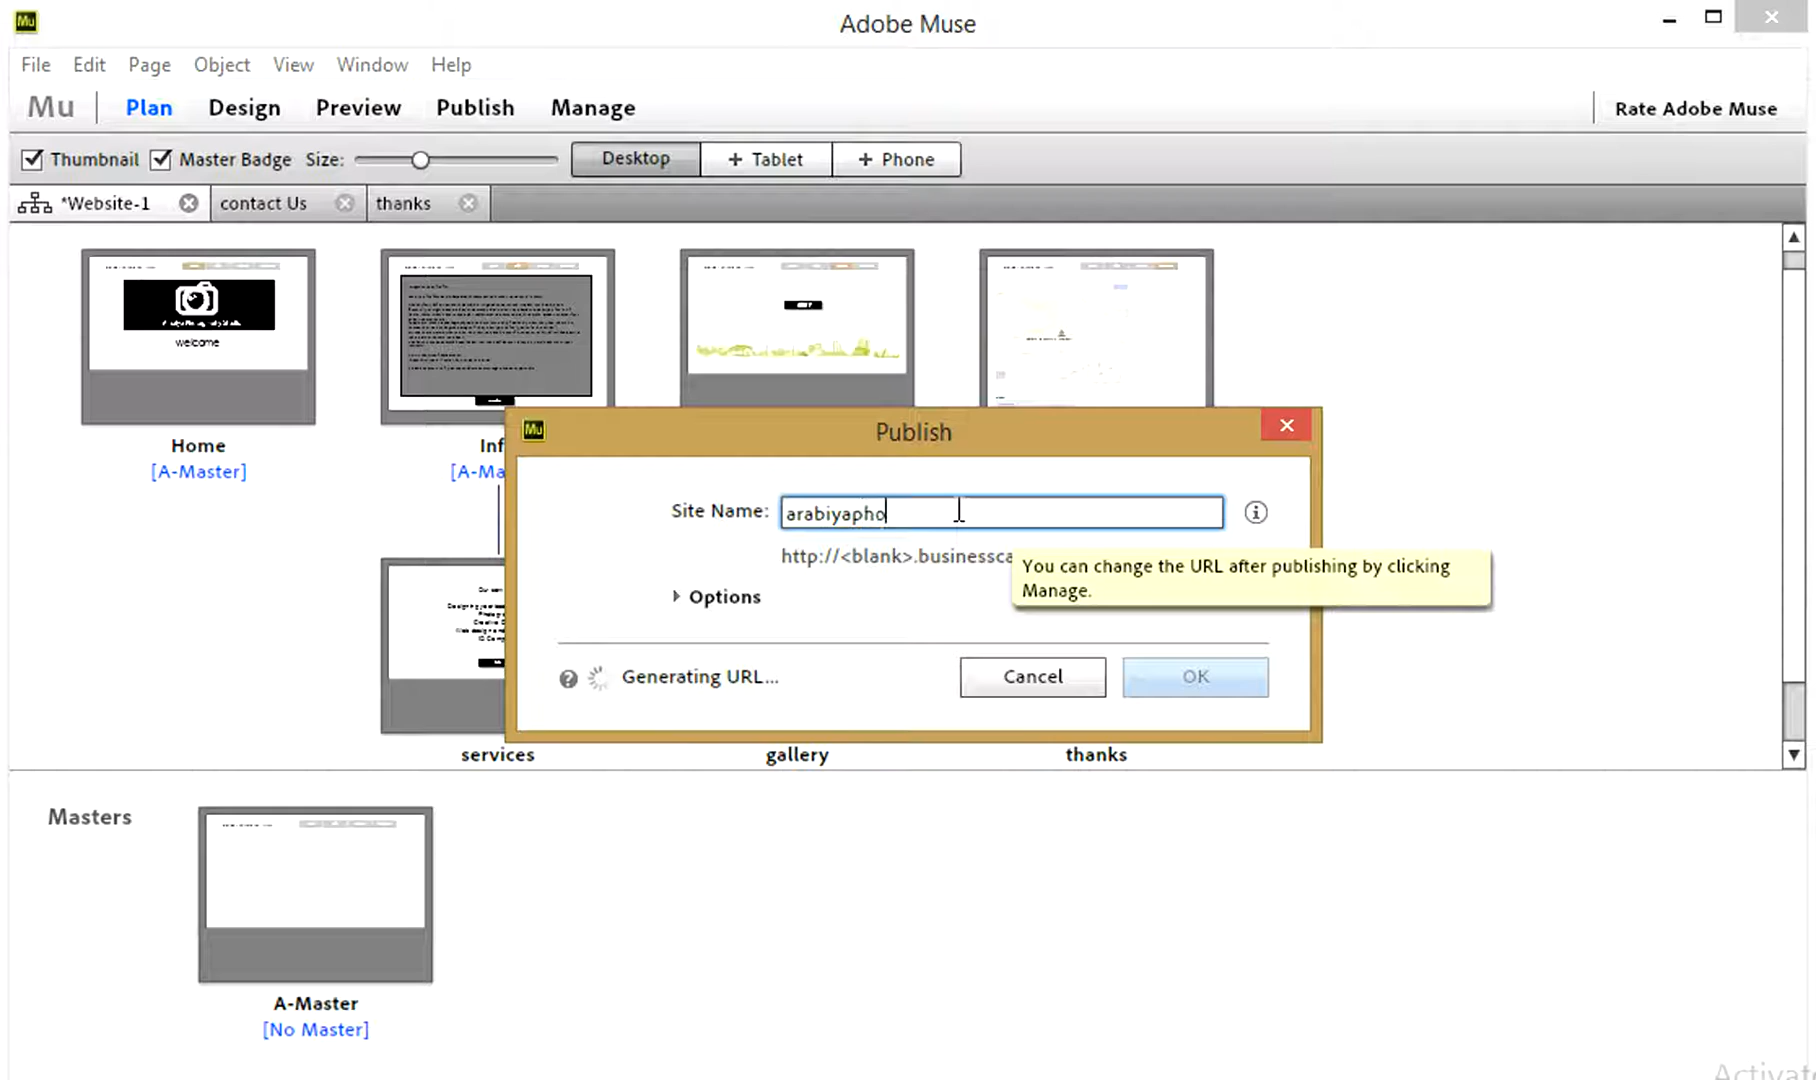 Mu
Adobe Muse
File Edit Page Object View Window Help
Mu Plan Design Preview Publish Manage
Rate Adobe Muse
Thumbnail Master Badge Size: Desktop + Tablet + Phone
*Website-1 contact Us thanks
welcome
Home
[A-Master]
Inf
[A-Ma
Mu
Publish
Site Name: arabiyapho
http://<blank>.businessca
You can change the URL after publishing by clicking
Manage.
Options
Generating URL...
Cancel OK
services gallery thanks
Masters
A-Master
[No Master]
Activat